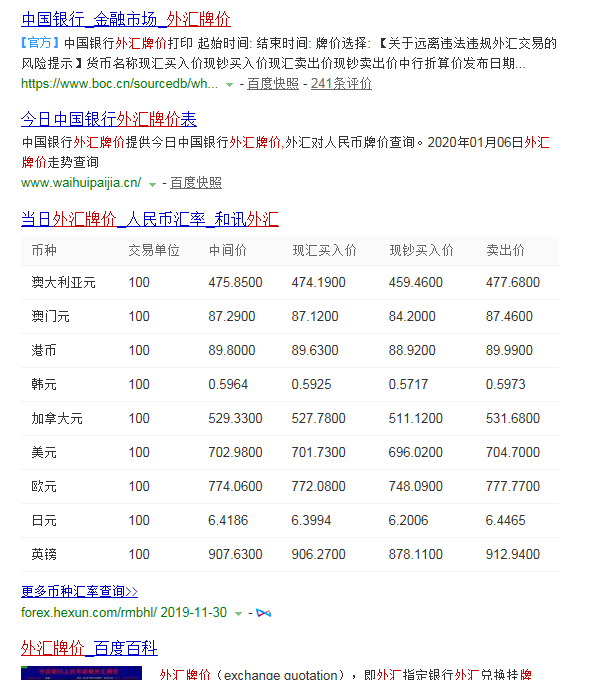 中国银行_金融市场_外汇牌价
【官方】中国银行外汇牌价打印 起始时间: 结束时间: 牌价选择: 【关于远离违法违规外汇交易的
风险提示】货币名称现汇买入价现钞买入价现汇卖出价现钞卖出价中行折算价发布日期...
https://www.boc.cn/sourcedb/wh... - 百度快照 - 241条评价
今日中国银行外汇牌价表
中国银行外汇牌价提供今日中国银行外汇牌价,外汇对人民币牌价查询。2020年01月06日外汇
牌价走势查询
www.waihuipaijia.cn/ - 百度快照
当日外汇牌价_人民币汇率_和讯外汇
币种 交易单位 中间价 现汇买入价 现钞买入价 卖出价
澳大利亚元 100 475.8500 474.1900 459.4600 477.6800
澳门元 100 87.2900 87.1200 84.2000 87.4600
港币 100 89.8000 89.6300 88.9200 89.9900
韩元 100 0.5964 0.5925 0.5717 0.5973
加拿大元 100 529.3300 527.7800 511.1200 531.6800
美元 100 702.9800 701.7300 696.0200 704.7000
欧元 100 774.0600 772.0800 748.0900 777.7700
日元 100 6.4186 6.3994 6.2006 6.4465
英镑 100 907.6300 906.2700 878.1100 912.9400
更多币种汇率查询>>
forex.hexun.com/rmbhl/ 2019-11-30 -
外汇牌价_百度百科
外汇牌价（exchange quotation），即外汇指定银行外汇兑换挂牌